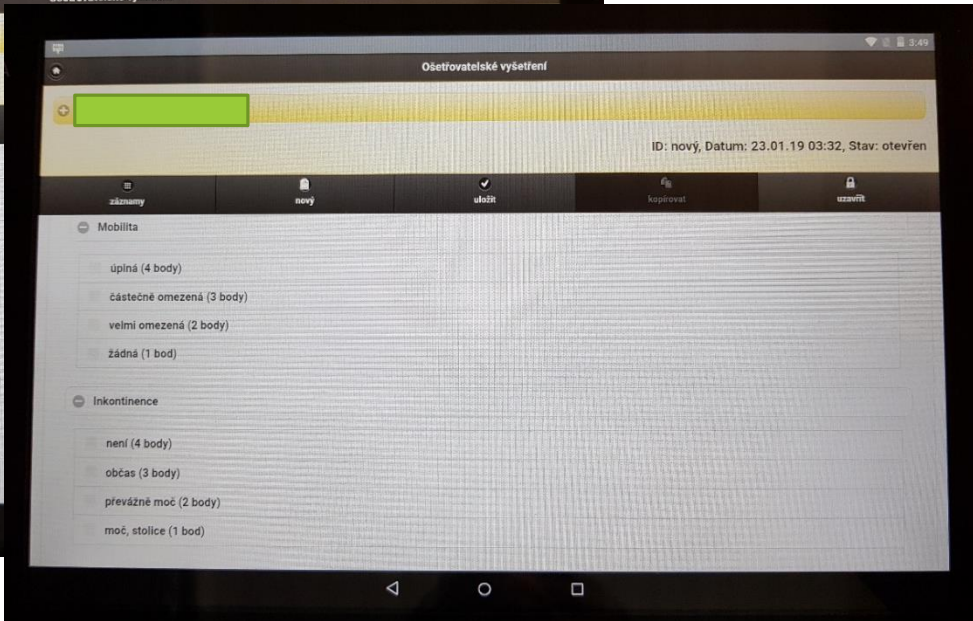 3:49
Ošetřovatelské vyšetření
ID: nový, Datum: 23.01.19 03:32, Stav: otevřen
záznamy nový uložit kopírovat uzavřít
Mobilita
úplná (4 body)
částečně omezená (3 body)
velmi omezená (2 body)
žádná (1 bod)
Inkontinence
není (4 body)
občas (3 body)
převážně moč (2 body)
moč, stolice (1 bod)